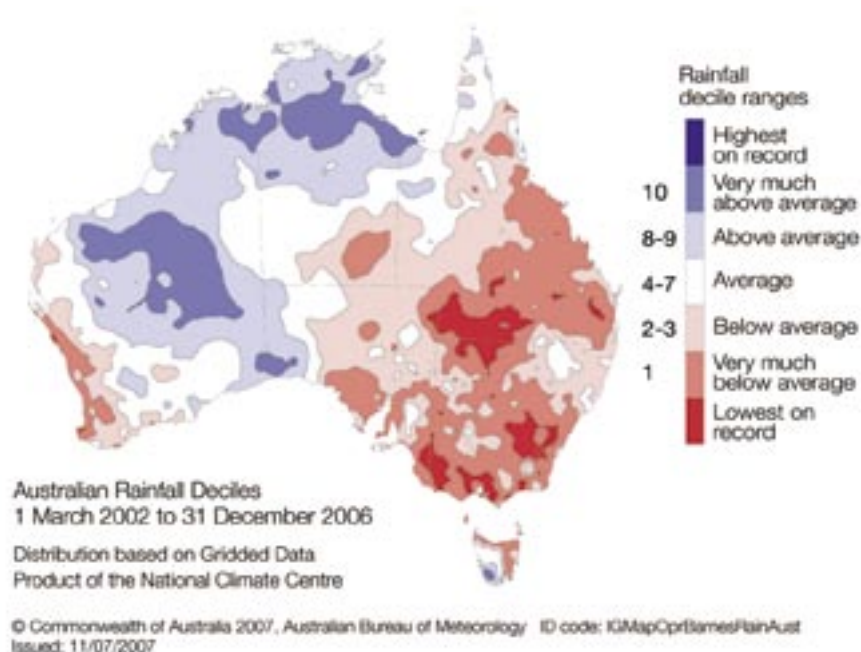 Rainfall
decile ranges
Highest
on record
10
Very much
above average
8-9
Above average
4-7
Average
2-3
Below average
1
Very much
below average
Lowest on
record
Australian Rainfall Deciles
1 March 2002 to 31 December 2006
Distribution based on Gridded Data
Product of the National Climate Centre
© Commonwealth of Australia 2007, Australian Bureau of Meteorology ID code: IGMapOprBarnesRainAust
Issued: 11/07/2007